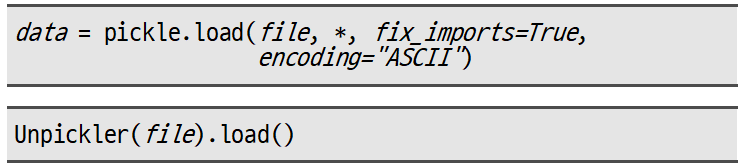 data = pickle.load(file, *, fix_imports=True,
encoding="ASCII")
Unpickler(file).load()